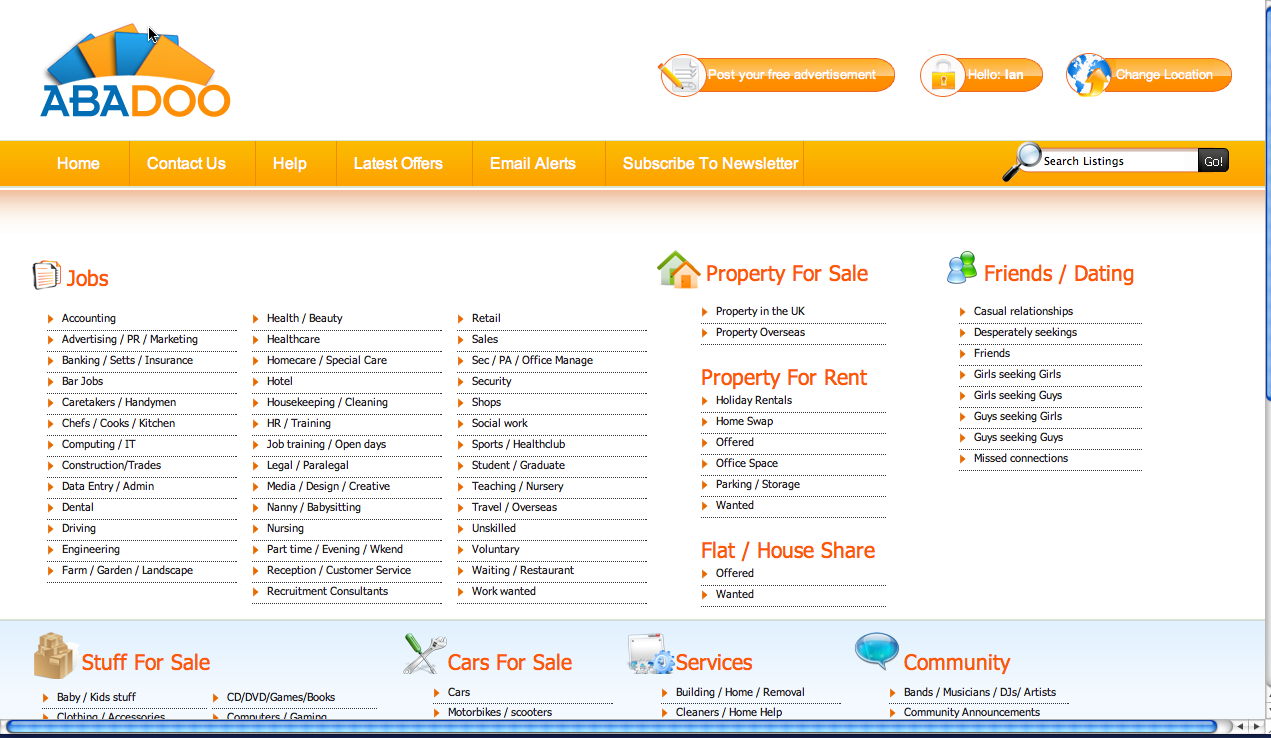 ABADOO
Post your free advertisement
Hello: Ian
Change Location
Home
Contact Us
Help
Latest Offers
Email Alerts
Subscribe To Newsletter
Search Listings
Go!
Jobs
Accounting
Advertising / PR / Marketing
Banking / Setts / Insurance
Bar Jobs
Caretakers / Handymen
Chefs / Cooks / Kitchen
Computing / IT
Construction/Trades
Data Entry / Admin
Dental
Driving
Engineering
Farm / Garden / Landscape
Health / Beauty
Healthcare
Homecare / Special Care
Hotel
Housekeeping / Cleaning
HR / Training
Job training / Open days
Legal / Paralegal
Media / Design / Creative
Nanny / Babysitting
Nursing
Part time / Evening / Wkend
Reception / Customer Service
Recruitment Consultants
Retail
Sales
Sec / PA / Office Manage
Security
Shops
Social work
Sports / Healthclub
Student / Graduate
Teaching / Nursery
Travel / Overseas
Unskilled
Voluntary
Waiting / Restaurant
Work wanted
Property For Sale
Property in the UK
Property Overseas
Property For Rent
Holiday Rentals
Home Swap
Offered
Office Space
Parking / Storage
Wanted
Flat / House Share
Offered
Wanted
Friends / Dating
Casual relationships
Desperately seekings
Friends
Girls seeking Girls
Girls seeking Guys
Guys seeking Girls
Guys seeking Guys
Missed connections
Stuff For Sale
Baby / Kids stuff
Clothing / Accessories
CD/DVD/Games/Books
Computers / Gaming
Cars For Sale
Cars
Motorbikes / scooters
Services
Building / Home / Removal
Cleaners / Home Help
Community
Bands / Musicians / DJs/ Artists
Community Announcements